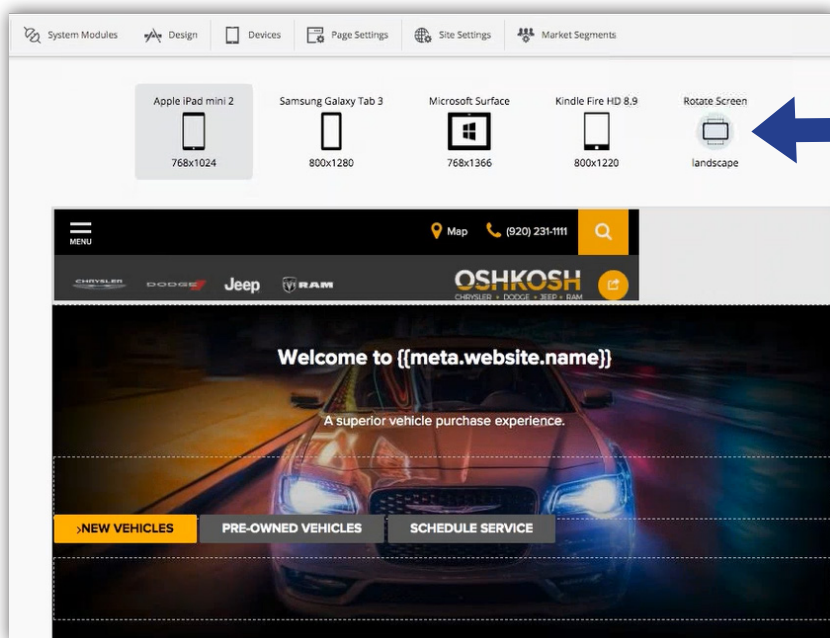 System Modules Design Devices Page Settings Site Settings Market Segments
Apple iPad mini 2 Samsung Galaxy Tab 3 Microsoft Surface Kindle Fire HD 8.9 Rotate Screen
768x1024 800x1280 768x1366 800x1220 landscape
MENU Map (920) 231-1111
CHRYSLER DODGE Jeep RAM OSHKOSH
CHRYSLER • DODGE • JEEP • RAM
Welcome to {{meta.website.name}}
A superior vehicle purchase experience.
›NEW VEHICLES PRE-OWNED VEHICLES SCHEDULE SERVICE